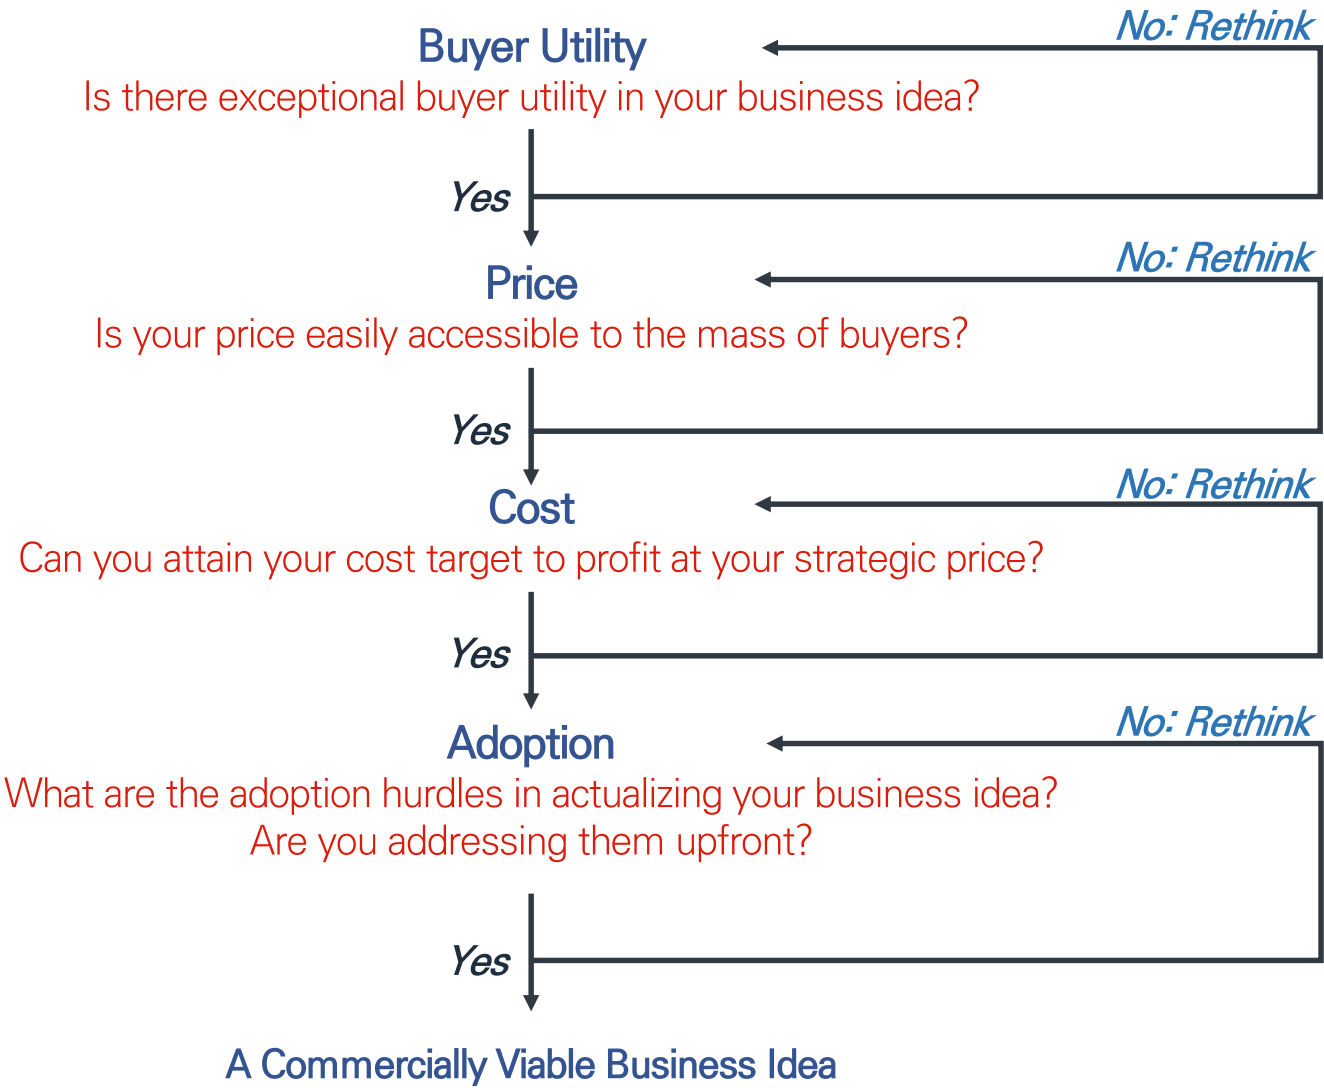 No: Rethink
Buyer Utility
Is there exceptional buyer utility in your business idea?
Yes
No: Rethink
Price
Is your price easily accessible to the mass of buyers?
Yes
No: Rethink
Cost
Can you attain your cost target to profit at your strategic price?
Yes
No: Rethink
Adoption
What are the adoption hurdles in actualizing your business idea?
Are you addressing them upfront?
Yes
A Commercially Viable Business Idea